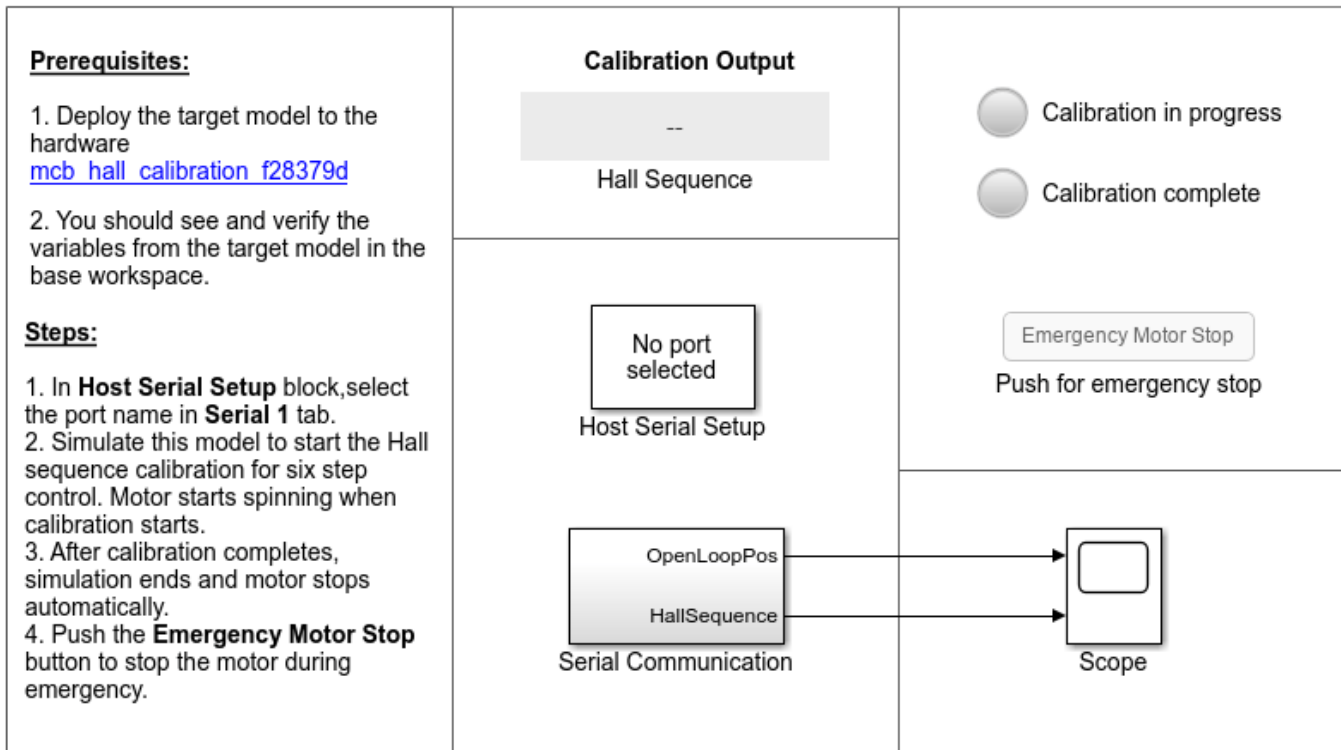 Prerequisites:
1. Deploy the target model to the
hardware
mcb_hall_calibration_f28379d
2. You should see and verify the
variables from the target model in the
base workspace.
Steps:
1. In Host Serial Setup block,select
the port name in Serial 1 tab.
2. Simulate this model to start the Hall
sequence calibration for six step
control. Motor starts spinning when
calibration starts.
3. After calibration completes,
simulation ends and motor stops
automatically.
4. Push the Emergency Motor Stop
button to stop the motor during
emergency.
Calibration Output
--
Hall Sequence
No port
selected
Host Serial Setup
OpenLoopPos
HallSequence
Serial Communication
Calibration in progress
Calibration complete
Emergency Motor Stop
Push for emergency stop
Scope